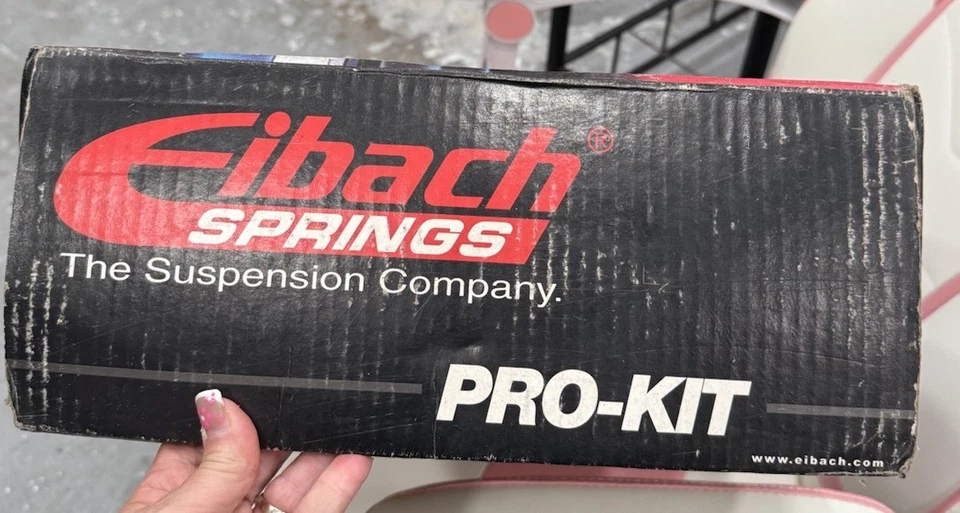 Eibach®
SPRINGS
The Suspension Company.
PRO-KIT
www.eibach.com